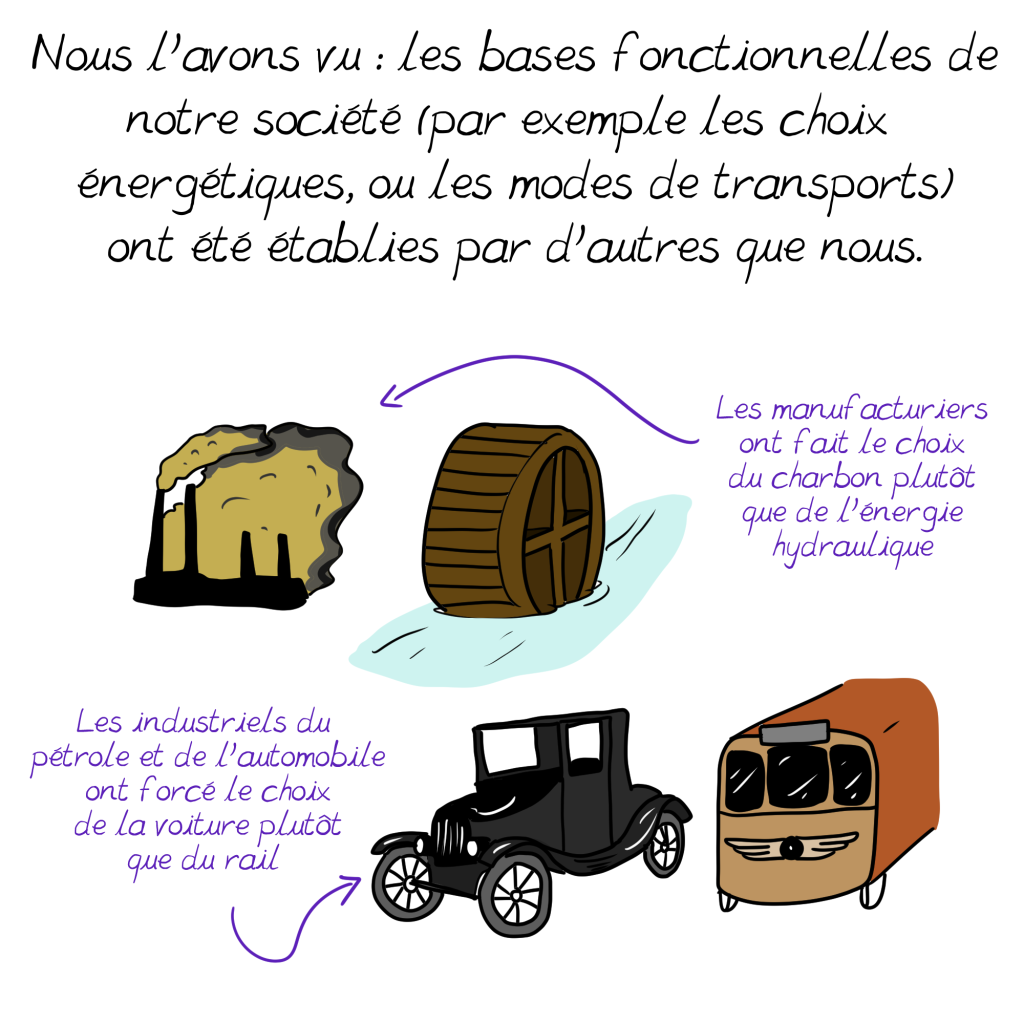 Nous l'avons vu : les bases fonctionnelles de
notre société (par exemple les choix
énergétiques, ou les modes de transports)
ont été établies par d'autres que nous.
Les manufacturiers
ont fait le choix
du charbon plutôt
que de l'énergie
hydraulique
Les industriels du
pétrole et de l'automobile
ont forcé le choix
de la voiture plutôt
que du rail